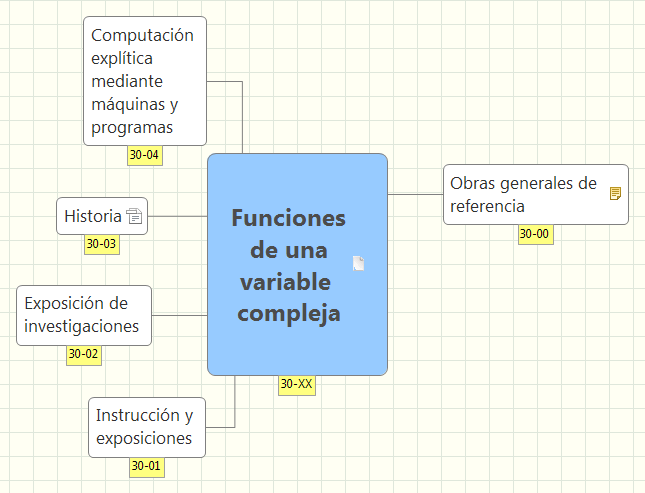 Computación
explítica
mediante
máquinas y
programas
30-04
Historia
30-03
Exposición de
investigaciones
30-02
Instrucción y
exposiciones
30-01
Funciones
de una
variable
compleja
30-XX
Obras generales de
referencia
30-00